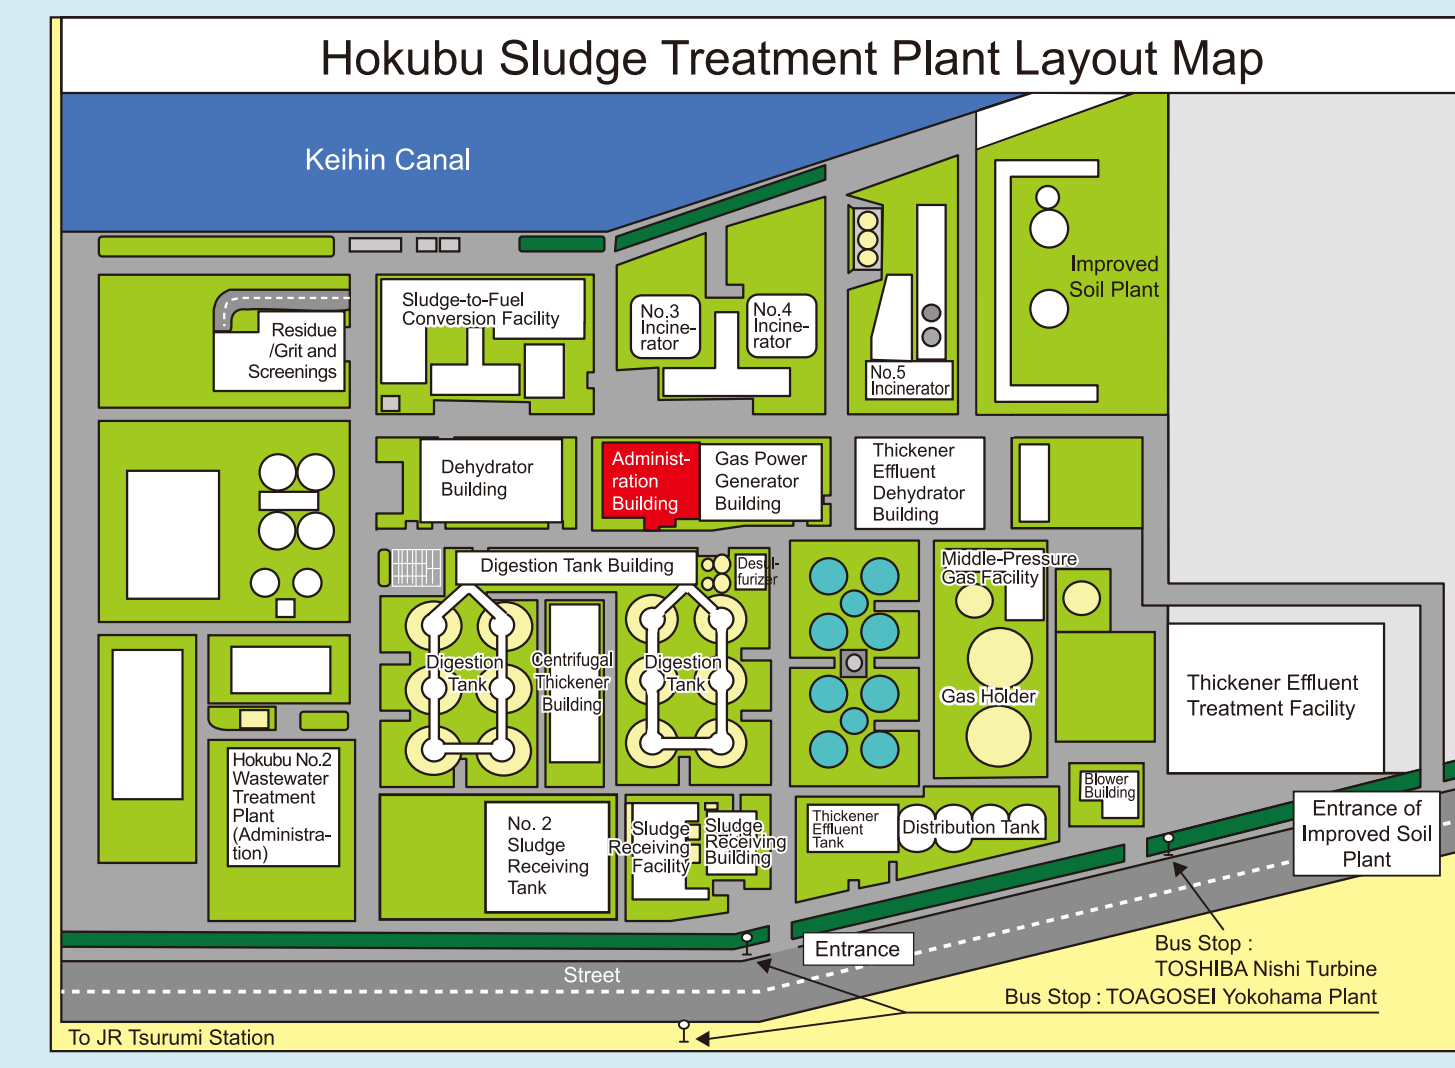 Hokubu Sludge Treatment Plant Layout Map
Keihin Canal
Residue
/Grit and
Screenings
Sludge-to-Fuel
Conversion Facility
No.3
Incine-
rator
No.4
Incine-
rator
No.5
Incinerator
Improved
Soil Plant
Dehydrator
Building
Administ-
ration
Building
Gas Power
Generator
Building
Thickener
Effluent
Dehydrator
Building
Digestion Tank Building
Desul-
furizer
Middle-Pressure
Gas Facility
Digestion
Tank
Centrifugal
Thickener
Building
Digestion
Tank
Gas Holder
Thickener Effluent
Treatment Facility
Hokubu No.2
Wastewater
Treatment
Plant
(Administra-
tion)
No. 2
Sludge
Receiving
Tank
Sludge
Receiving
Facility
Sludge
Receiving
Building
Thickener
Effluent
Tank
Distribution Tank
Blower
Building
Entrance of
Improved Soil
Plant
Entrance
Street
Bus Stop :
TOSHIBA Nishi Turbine
Bus Stop : TOAGOSEI Yokohama Plant
To JR Tsurumi Station